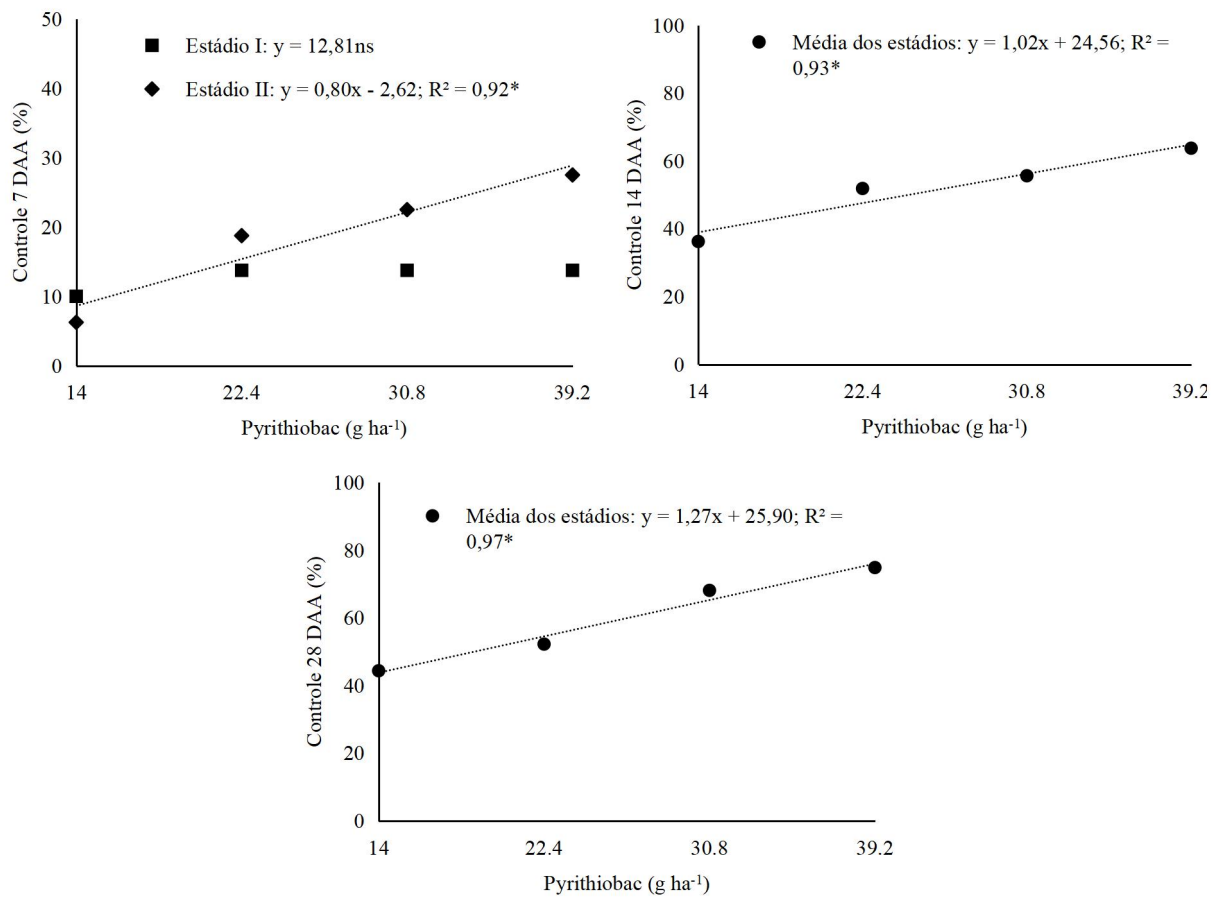 50
40
30
20
10
0
Controle 7 DAA (%)
Estádio I: y = 12,81ns
Estádio II: y = 0,80x - 2,62; R² = 0,92*
14 22.4 30.8 39.2
Pyrithiobac (g ha⁻¹)
100
80
60
40
20
0
Controle 14 DAA (%)
Média dos estádios: y = 1,02x + 24,56; R² =
0,93*
14 22.4 30.8 39.2
Pyrithiobac (g ha⁻¹)
100
80
60
40
20
0
Controle 28 DAA (%)
Média dos estádios: y = 1,27x + 25,90; R² =
0,97*
14 22.4 30.8 39.2
Pyrithiobac (g ha⁻¹)